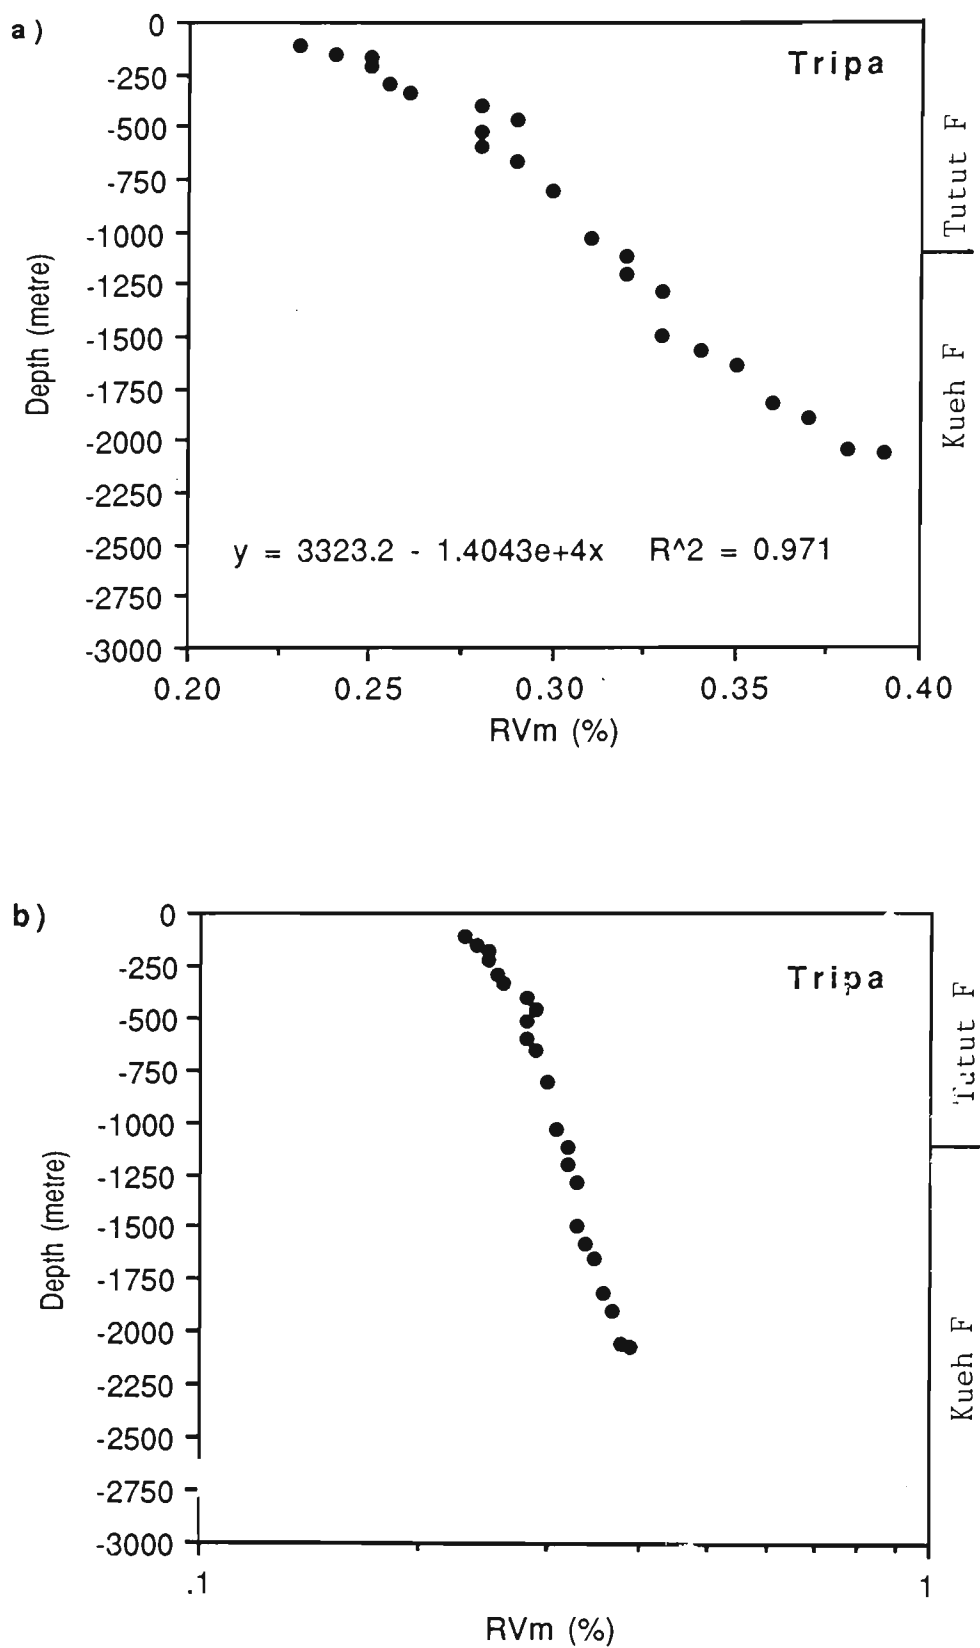 a)
Tripa
0
-250
-500
-750
-1000
-1250
-1500
-1750
-2000
-2250
-2500
-2750
-3000
Depth (metre)
y = 3323.2 - 1.4043e+4x R^2 = 0.971
0.20 0.25 0.30 0.35 0.40
RVm (%)
Tutut F
Kueh F
b)
Tripa
0
-250
-500
-750
-1000
-1250
-1500
-1750
-2000
-2250
-2500
-2750
-3000
Depth (metre)
.1 1
RVm (%)
Tutut F
Kueh F